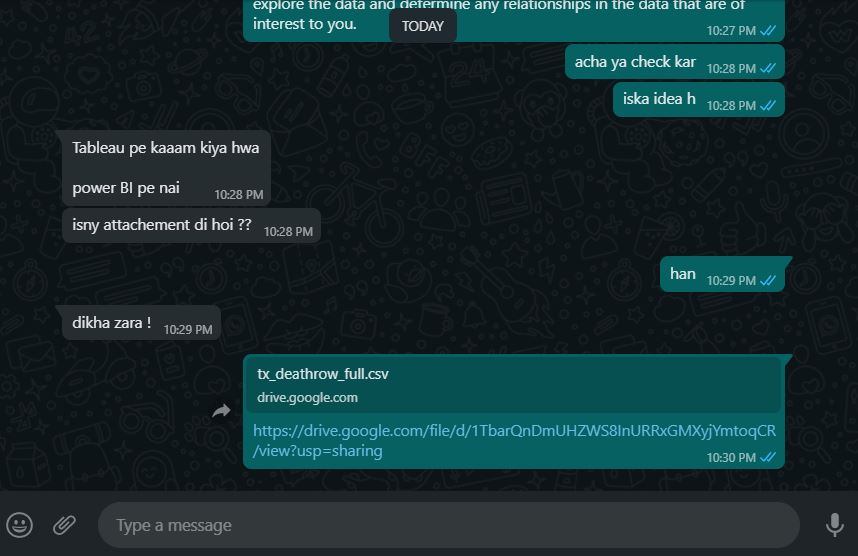 explore the data and determine any relationships in the data that are of
interest to you.
10:27 PM
TODAY
acha ya check kar
10:28 PM
iska idea h
10:28 PM
Tableau pe kaaam kiya hwa
power BI pe nai
10:28 PM
isny attachement di hoi ??
10:28 PM
han
10:29 PM
dikha zara !
10:29 PM
tx_deathrow_full.csv
drive.google.com
https://drive.google.com/file/d/1TbarQnDmUHZWS8InURRxGMXyjYmtoqCR
/view?usp=sharing
10:30 PM
Type a message